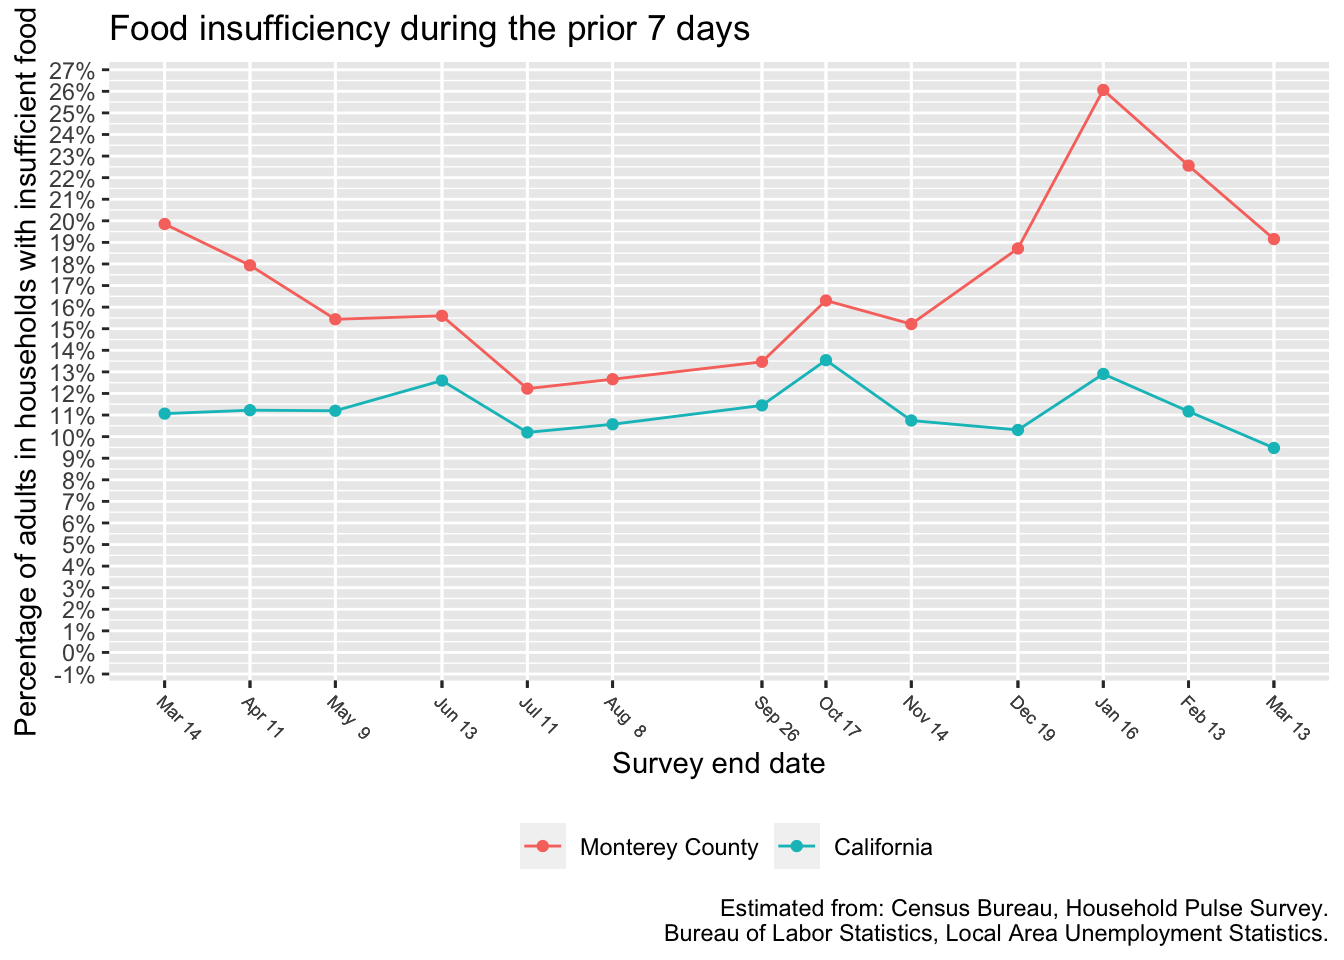 Food insufficiency during the prior 7 days
Percentage of adults in households with insufficient food
27%
26%
25%
24%
23%
22%
21%
20%
19%
18%
17%
16%
15%
14%
13%
12%
11%
10%
9%
8%
7%
6%
5%
4%
3%
2%
1%
0%
-1%
Mar 14
Apr 11
May 9
Jun 13
Jul 11
Aug 8
Sep 26
Oct 17
Nov 14
Dec 19
Jan 16
Feb 13
Mar 13
Survey end date
Monterey County
California
Estimated from: Census Bureau, Household Pulse Survey.
Bureau of Labor Statistics, Local Area Unemployment Statistics.